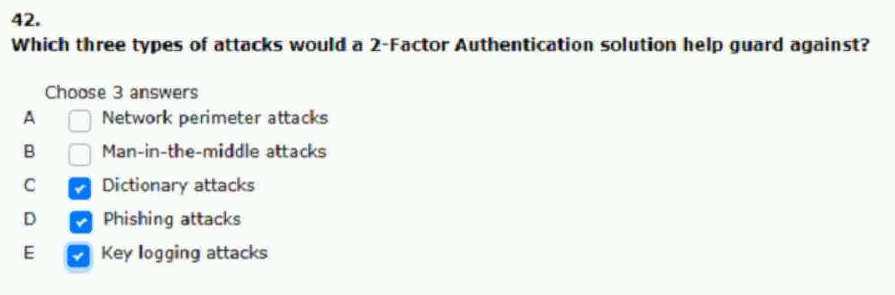 42.
Which three types of attacks would a 2-Factor Authentication solution help guard against?
Choose 3 answers
A Network perimeter attacks
B Man-in-the-middle attacks
C Dictionary attacks
D Phishing attacks
E Key logging attacks